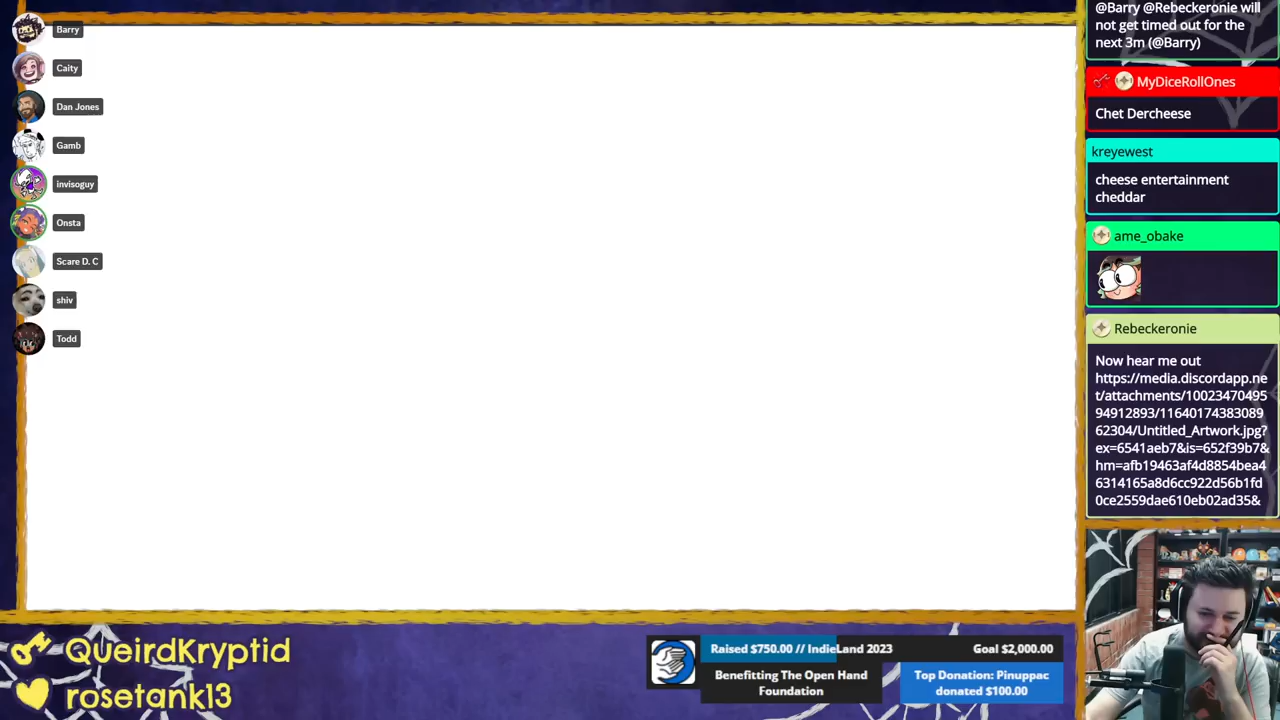 Barry
Caity
Dan Jones
Gamb
invisoguy
Onsta
Scare D. C
shiv
Todd
@Barry @Rebeckeronie will
not get timed out for the
next 3m (@Barry)
MyDiceRollOnes
Chet Dercheese
kreyewest
cheese entertainment
cheddar
ame_obake
Rebeckeronie
Now hear me out
https://media.discordapp.ne
t/attachments/10023470495
94912893/11640174383089
62304/Untitled_Artwork.jpg?
ex=6541aeb7&is=652f39b7&
hm=afb19463af4d8854bea4
6314165a8d6cc922d56b1fd
0ce2559dae610eb02ad35&
QueirdKryptid
rosetank13
Raised $750.00 // IndieLand 2023
Goal $2,000.00
Benefitting The Open Hand
Foundation
Top Donation: Pinuppac
donated $100.00